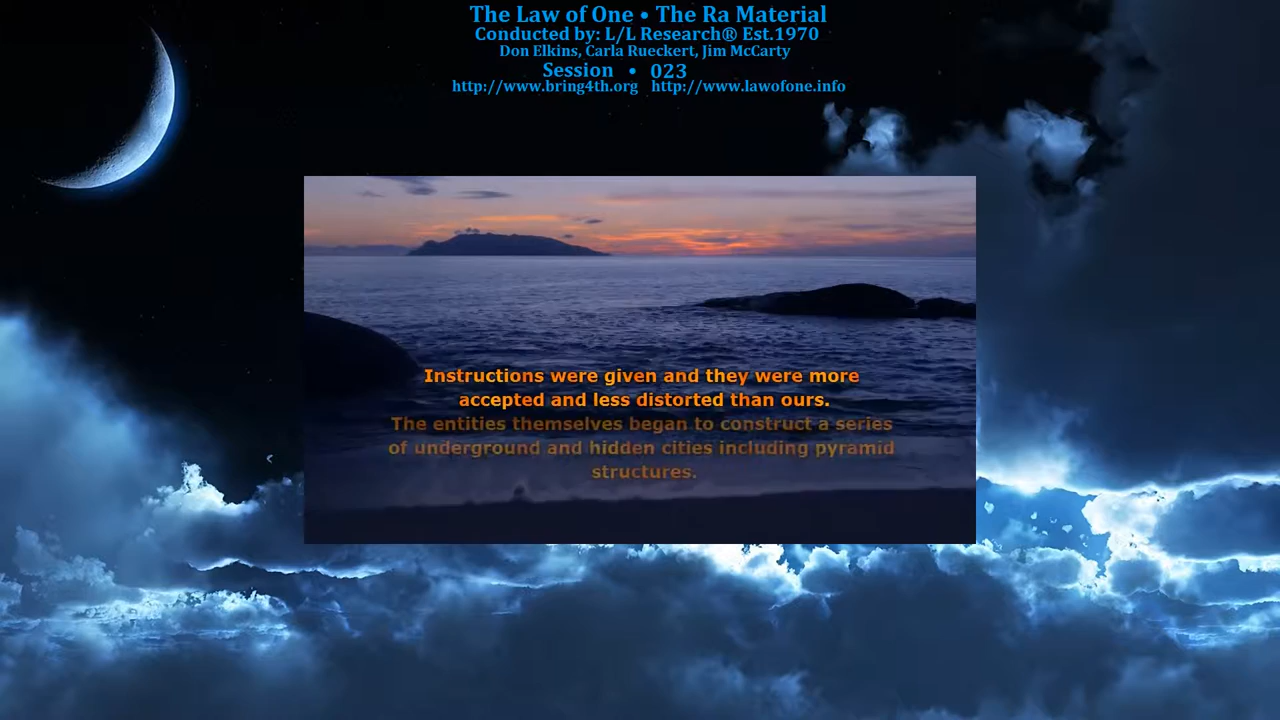 The Law of One • The Ra Material
Conducted by: L/L Research® Est.1970
Don Elkins, Carla Rueckert, Jim McCarty
Session • 023
http://www.bring4th.org http://www.lawofone.info
Instructions were given and they were more
accepted and less distorted than ours.
The entities themselves began to construct a series
of underground and hidden cities including pyramid
structures.